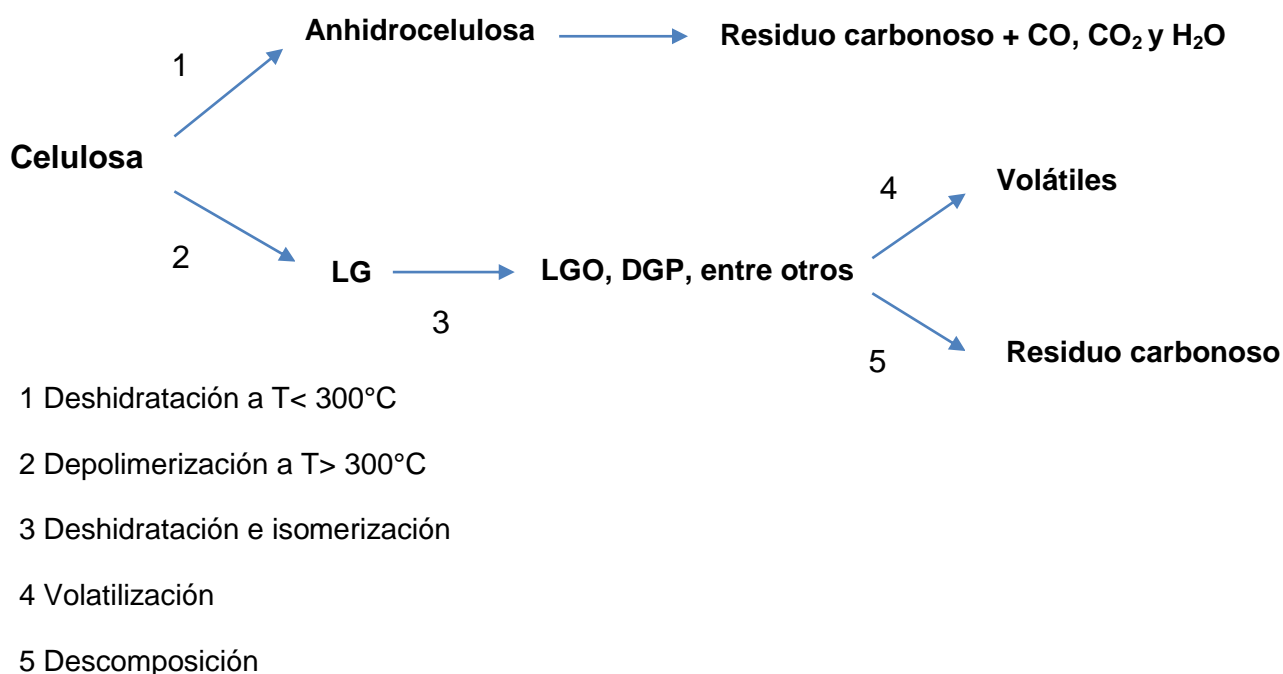 Anhidrocelulosa
Residuo carbonoso + CO, CO₂ y H₂O
1
Celulosa
4
Volátiles
2
LG
LGO, DGP, entre otros
3
5
Residuo carbonoso
1 Deshidratación a T< 300°C
2 Depolimerización a T> 300°C
3 Deshidratación e isomerización
4 Volatilización
5 Descomposición